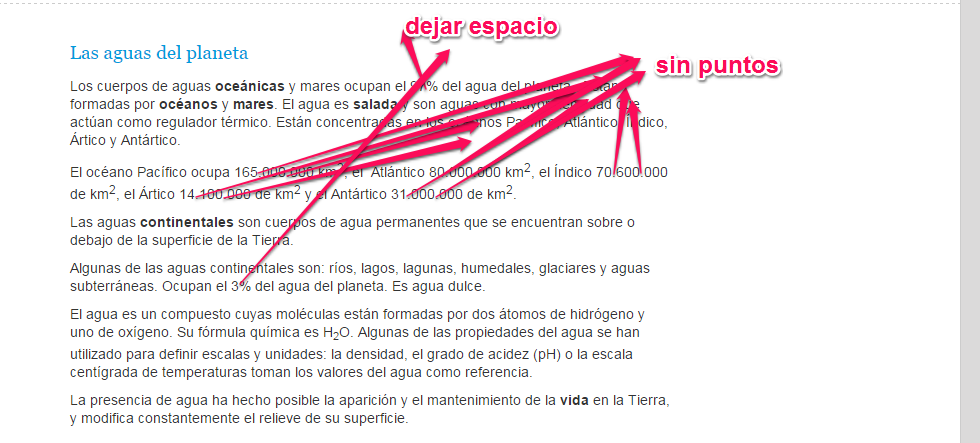 dejar espacio
sin puntos
Las aguas del planeta
Los cuerpos de aguas oceánicas y mares ocupan el % del agua del planeta
formadas por océanos y mares. El agua es salada y son aguas con mayor que
actúan como regulador térmico. Están concentradas en los océanos Pacífico, Atlántico, Índico,
Ártico y Antártico.
El océano Pacífico ocupa 165.000.000 km2, el Atlántico 80.000.000 km2, el Índico 70.600.000
de km2, el Ártico 14.100.000 de km2 y el Antártico 31.000.000 de km2.
Las aguas continentales son cuerpos de agua permanentes que se encuentran sobre o
debajo de la superficie de la Tierra.
Algunas de las aguas continentales son: ríos, lagos, lagunas, humedales, glaciares y aguas
subterráneas. Ocupan el 3% del agua del planeta. Es agua dulce.
El agua es un compuesto cuyas moléculas están formadas por dos átomos de hidrógeno y
uno de oxígeno. Su fórmula química es H2O. Algunas de las propiedades del agua se han
utilizado para definir escalas y unidades: la densidad, el grado de acidez (pH) o la escala
centígrada de temperaturas toman los valores del agua como referencia.
La presencia de agua ha hecho posible la aparición y el mantenimiento de la vida en la Tierra,
y modifica constantemente el relieve de su superficie.